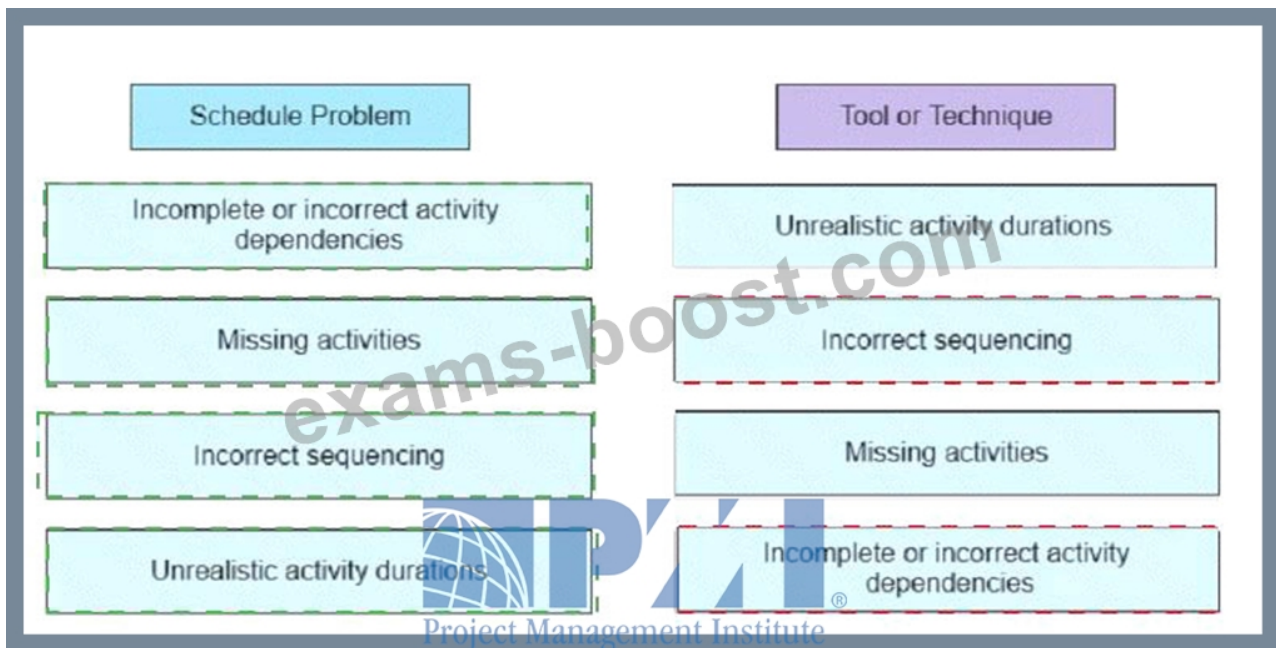 Schedule Problem
Tool or Technique
Incomplete or incorrect activity
dependencies
Unrealistic activity durations
Missing activities
Incorrect sequencing
Incorrect sequencing
Missing activities
Unrealistic activity durations
Incomplete or incorrect activity
dependencies
exams-boost.com
®
Project Management Institute